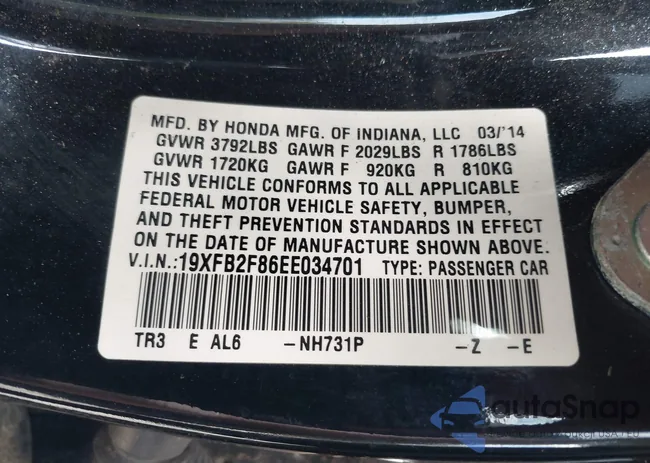 MFD. BY HONDA MFG. OF INDIANA, LLC 03/'14
GVWR 3792LBS GAWR F 2029LBS R 1786LBS
GVWR 1720KG GAWR F 920KG R 810KG
THIS VEHICLE CONFORMS TO ALL APPLICABLE
FEDERAL MOTOR VEHICLE SAFETY, BUMPER,
AND THEFT PREVENTION STANDARDS IN EFFECT
ON THE DATE OF MANUFACTURE SHOWN ABOVE.
V.I.N.:19XFB2F86EE034701 TYPE: PASSENGER CAR
TR3 E AL6 -NH731P -Z -E
autoSnap